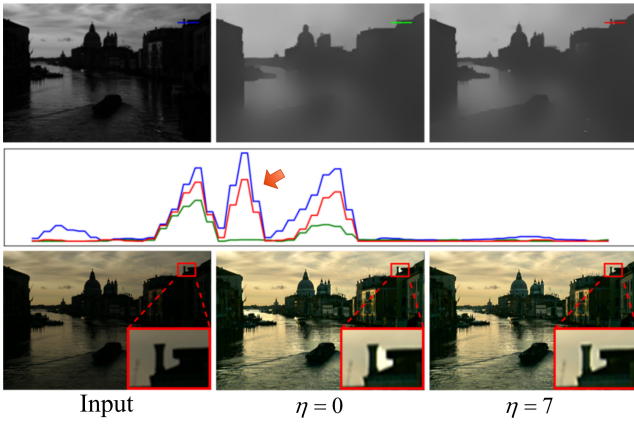 Input
η = 0
η = 7